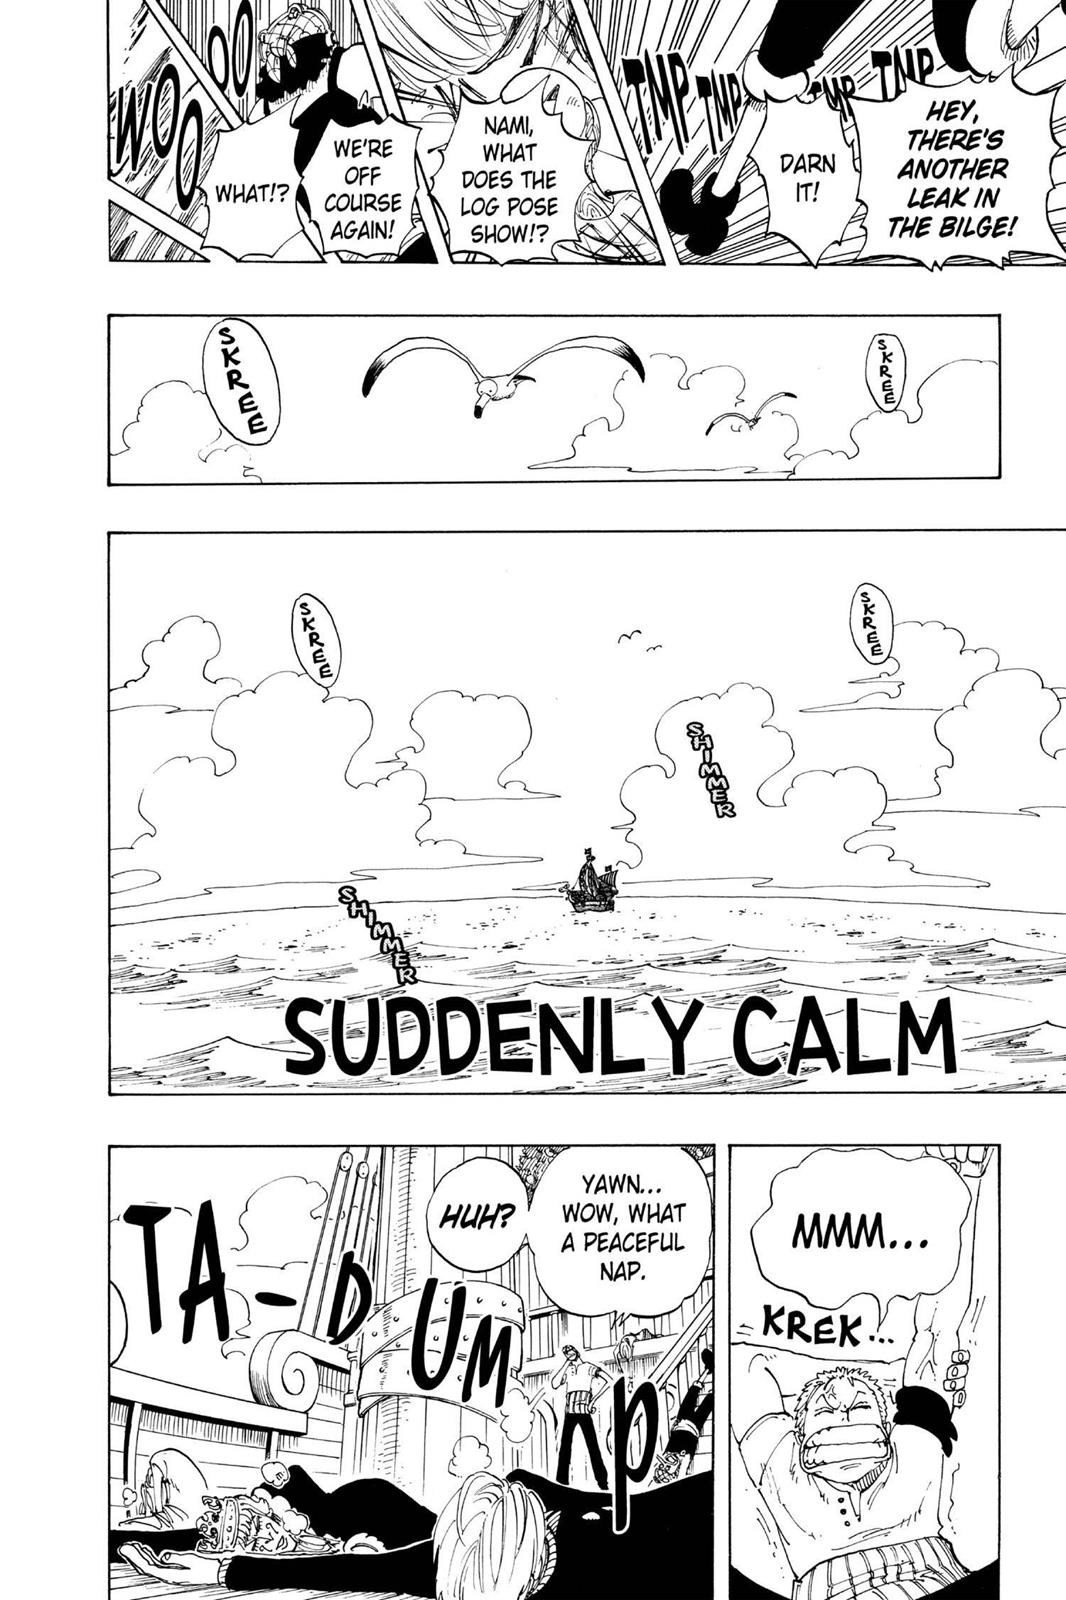 TMP TMP TMP TMP
HEY,
THERE'S
ANOTHER
LEAK IN
THE BILGE!
DARN
IT!
NAMI,
WHAT
DOES THE
LOG POSE
SHOW!?
WE'RE
OFF
COURSE
AGAIN!
WHAT!?
WOOOOO
SKREE
SKREE
SKREE
SKREE
SHIMMER
SHIMMER
SUDDENLY CALM
MMM...
KREK...
YAWN...
WOW, WHAT
A PEACEFUL
NAP.
HUH?
TA-DUMP